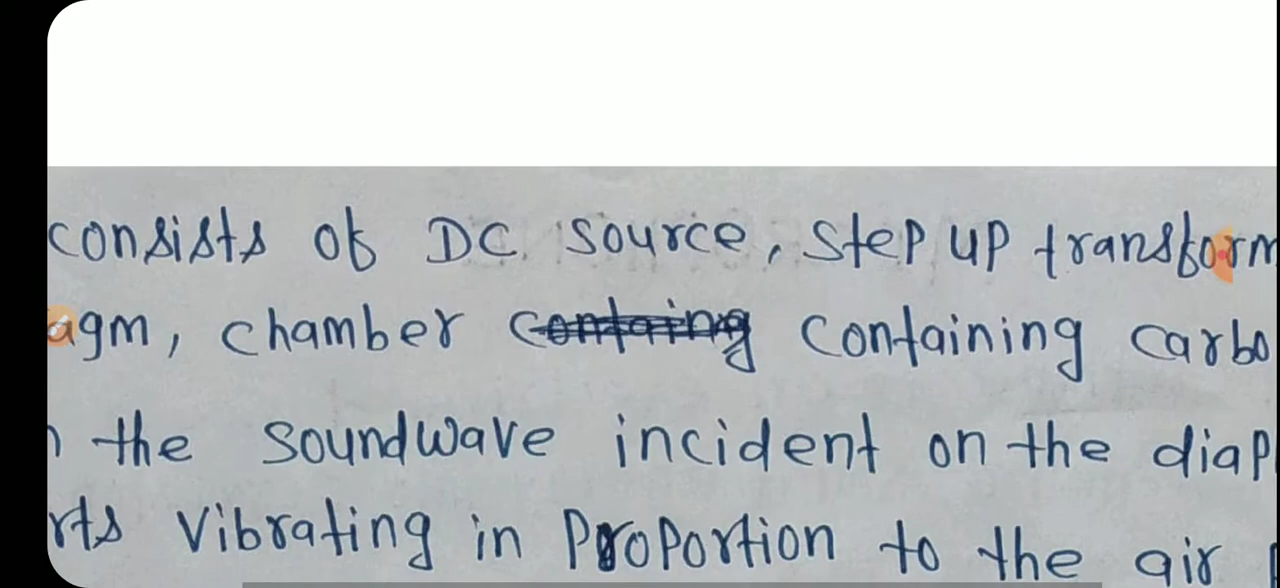 consists of DC source, step up transform
agm, chamber containg containing carbo
the soundwave incident on the diap
rts vibrating in Proportion to the air